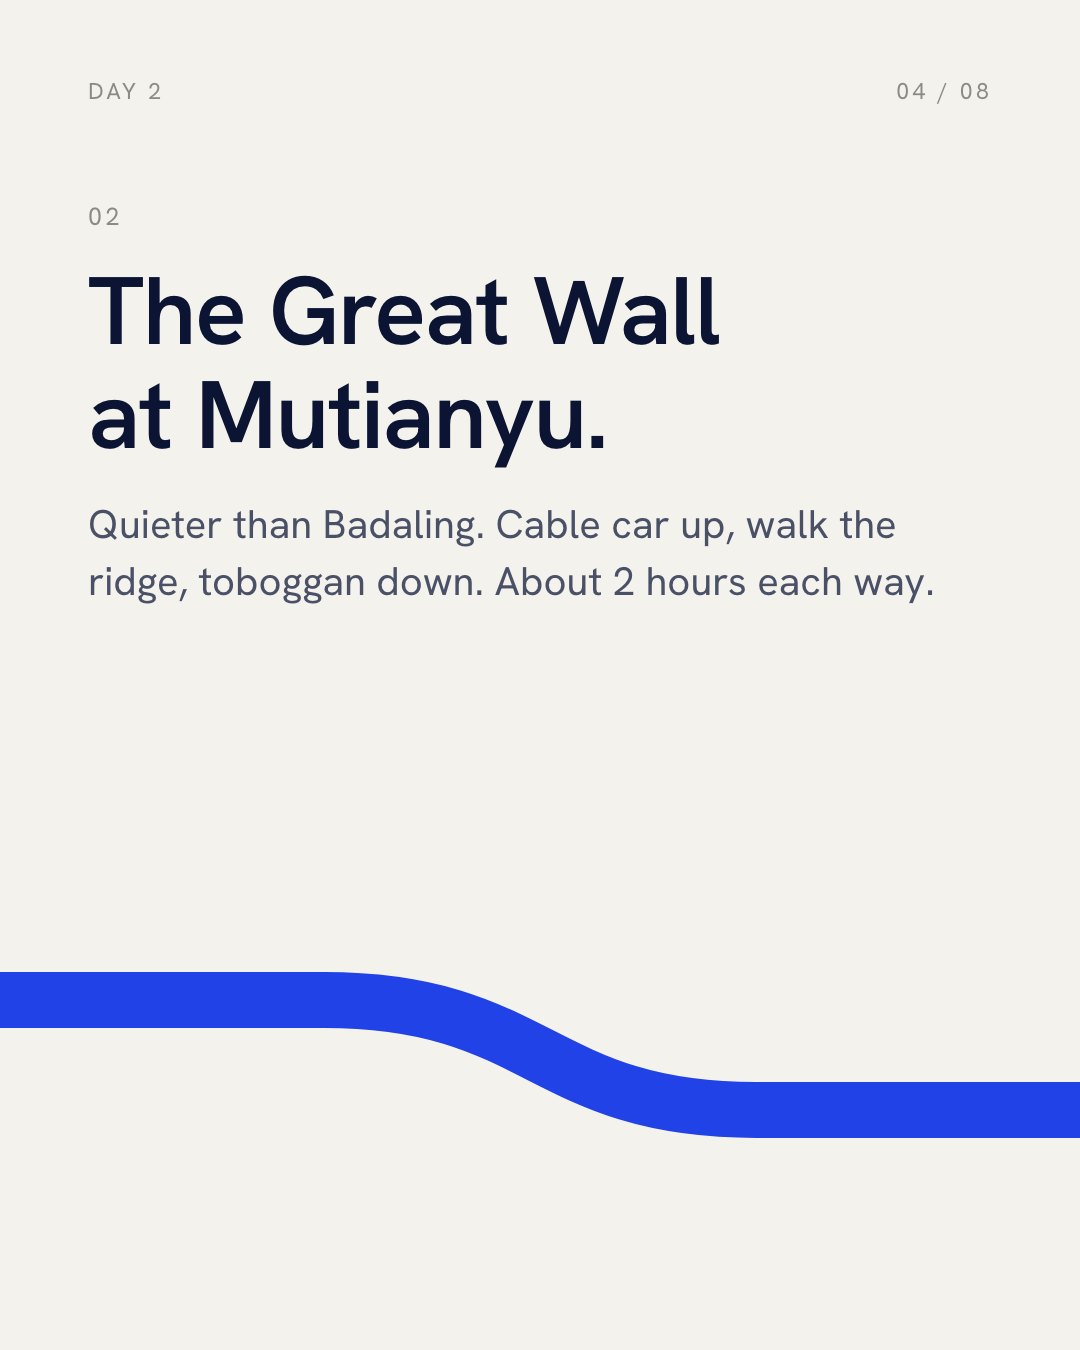 DAY 2
04 / 08
02
The Great Wall
at Mutianyu.
Quieter than Badaling. Cable car up, walk the
ridge, toboggan down. About 2 hours each way.